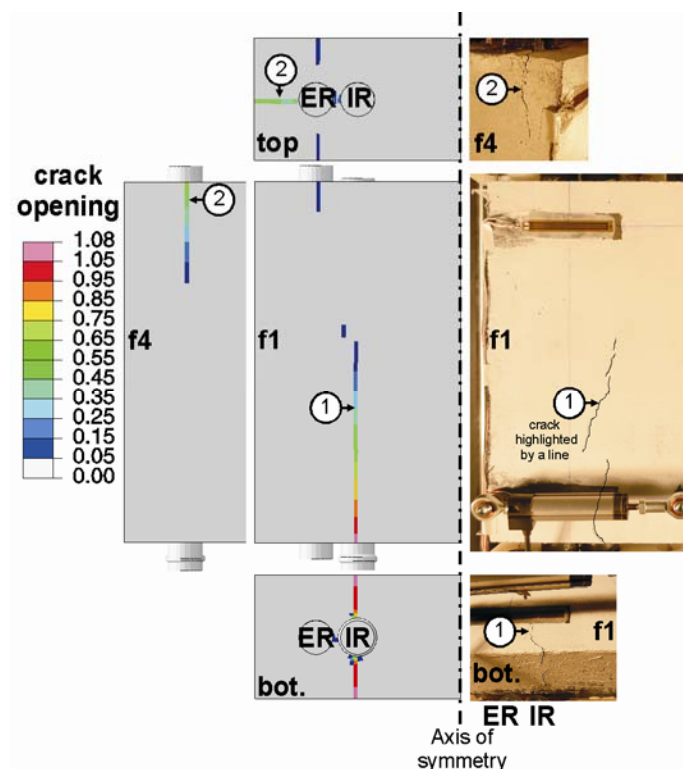 2
ER IR
top
2
f4
crack
opening
1.08
1.05
0.95
0.85
0.75
0.65
0.55
0.45
0.35
0.25
0.15
0.05
0.00
2
f4
f1
1
f1
1
crack
highlighted
by a line
ER IR
bot.
1
f1
bot.
ER IR
Axis of
symmetry